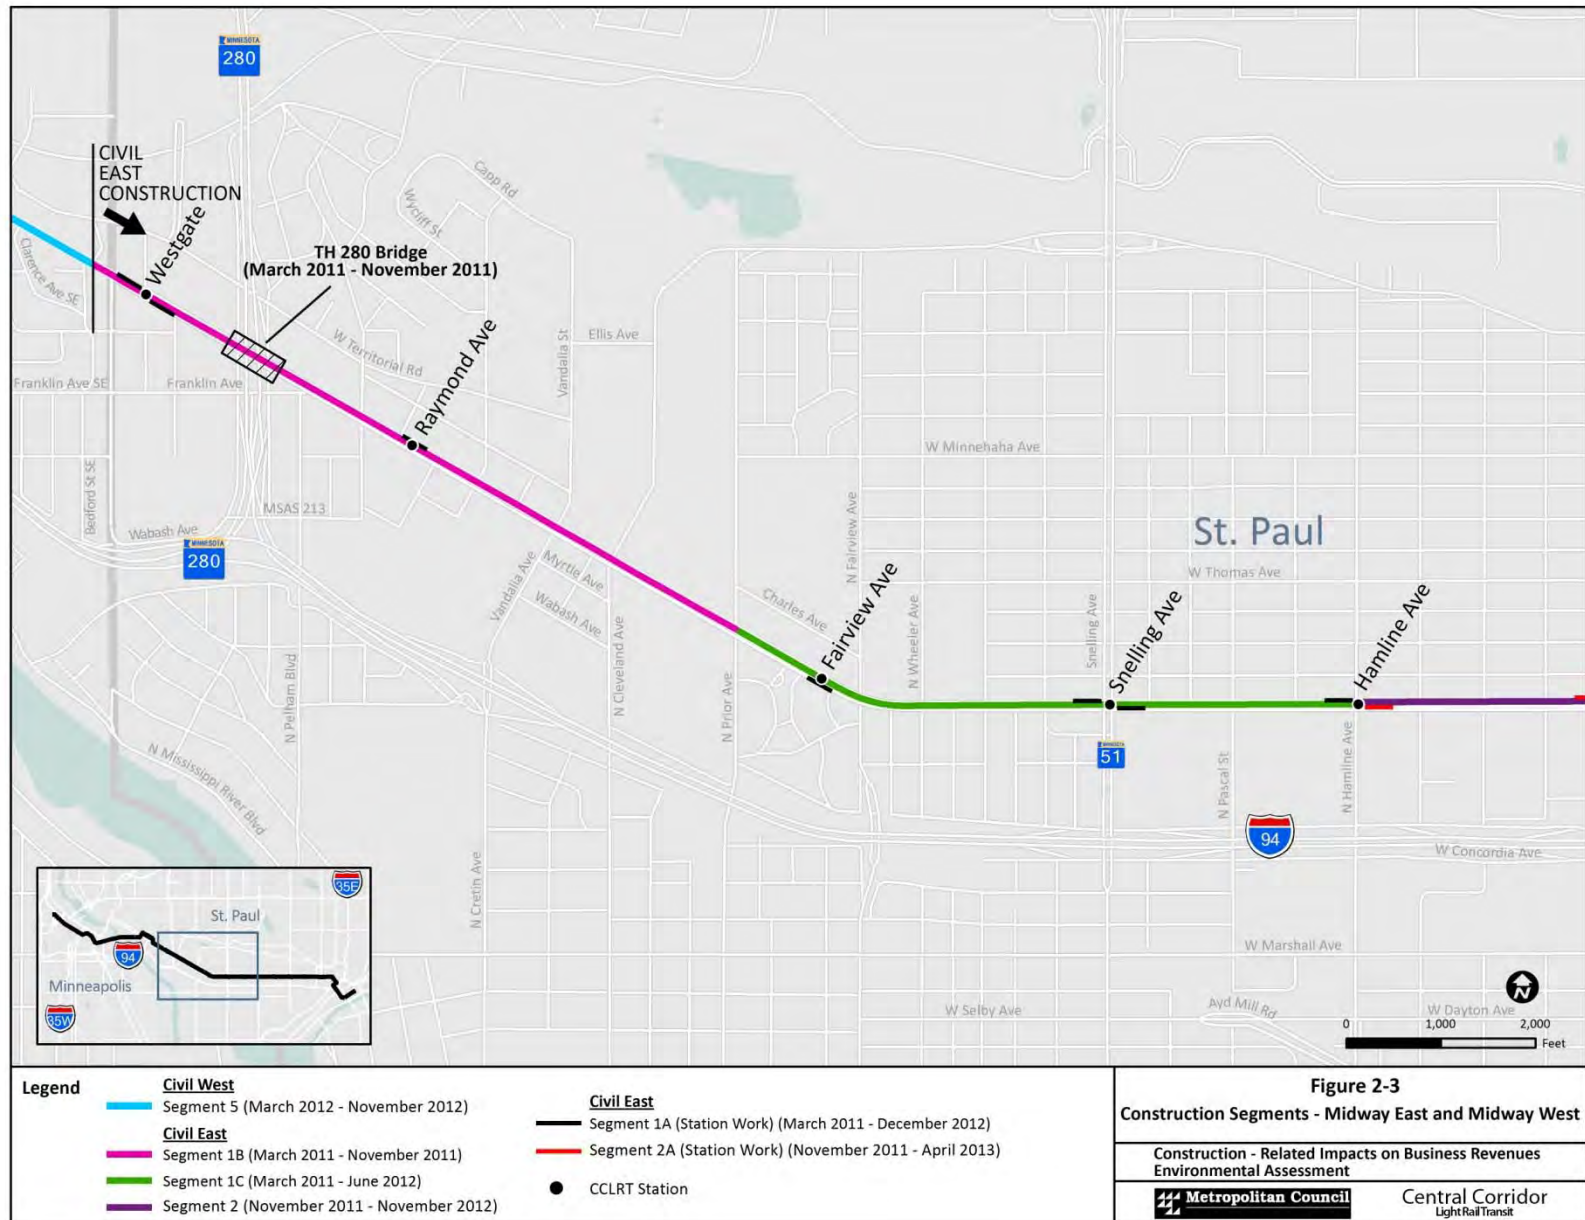 MINNESOTA
280
CIVIL
EAST
CONSTRUCTION
Westgate
TH 280 Bridge
(March 2011 - November 2011)
Clarence Ave SE
Capp Rd
Wycliff St
W Territorial Rd
Raymond Ave
Vandalia St
Ellis Ave
Franklin Ave SE
Franklin Ave
Bedford St SE
MSAS 213
Wabash Ave
MINNESOTA
280
W Minnehaha Ave
N Fairview Ave
St. Paul
W Thomas Ave
Vandalia Ave
Myrtle Ave
Wabash Ave
N Cleveland Ave
Charles Ave
Fairview Ave
N Wheeler Ave
Snelling Ave
Snelling Ave
Hamline Ave
N Pelham Blvd
N Prior Ave
N Mississippi River Blvd
MINNESOTA
51
N Pascal St
N Hamline Ave
94
W Concordia Ave
N Cretin Ave
W Marshall Ave
W Selby Ave
Ayd Mill Rd
W Dayton Ave
N
0 1,000 2,000
Feet
35E
St. Paul
94
Minneapolis
35W
Legend
Civil West
Segment 5 (March 2012 - November 2012)
Civil East
Segment 1B (March 2011 - November 2011)
Segment 1C (March 2011 - June 2012)
Segment 2 (November 2011 - November 2012)
Civil East
Segment 1A (Station Work) (March 2011 - December 2012)
Segment 2A (Station Work) (November 2011 - April 2013)
CCLRT Station
Figure 2-3
Construction Segments - Midway East and Midway West
Construction - Related Impacts on Business Revenues
Environmental Assessment
Metropolitan Council
Central Corridor
Light Rail Transit